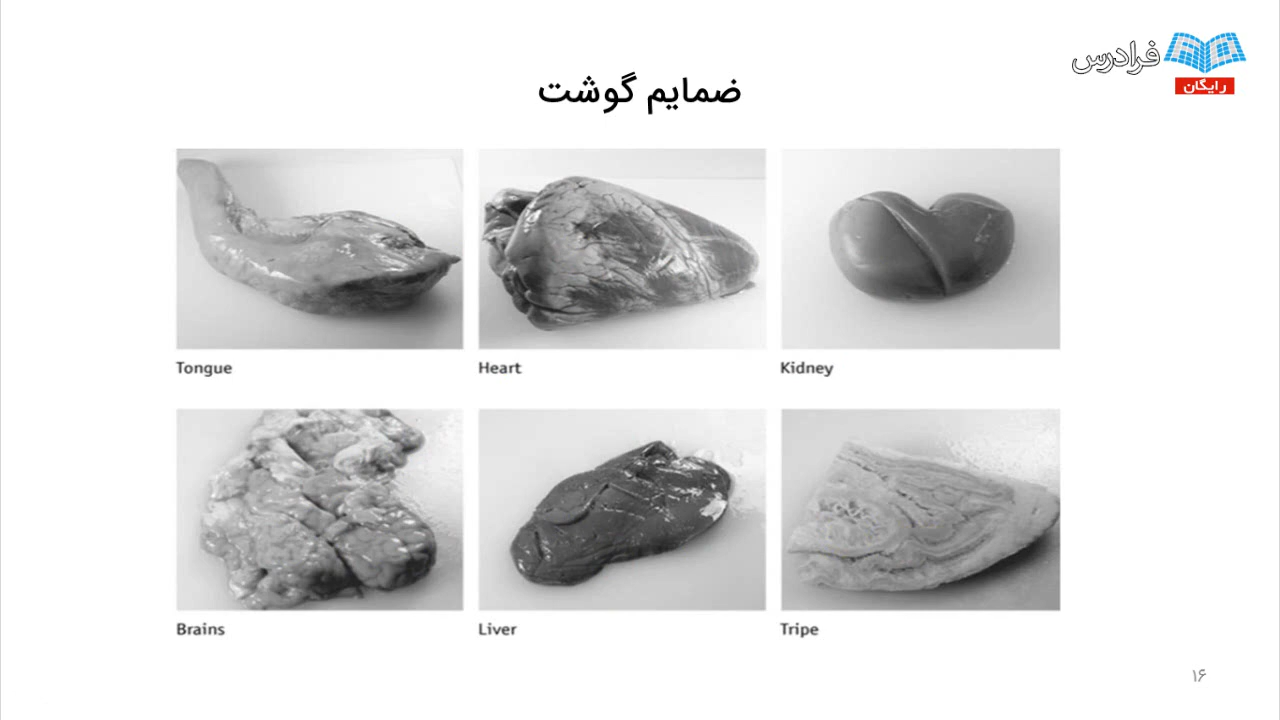 فرادرس
رایگان
ضمایم گوشت
Tongue
Heart
Kidney
Brains
Liver
Tripe
۱۶